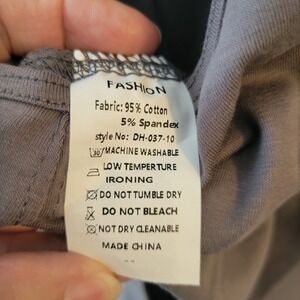 FASHION
Fabric: 95% Cotton
5% Spandex
style No: DH-037-10
MACHINE WASHABLE
LOW TEMPERTURE
IRONING
DO NOT TUMBLE DRY
DO NOT BLEACH
NOT DRY CLEANABLE
MADE CHINA